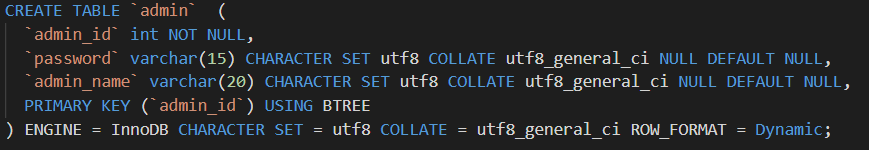 CREATE TABLE `admin`  (
  `admin_id` int NOT NULL,
  `password` varchar(15) CHARACTER SET utf8 COLLATE utf8_general_ci NULL DEFAULT NULL,
  `admin_name` varchar(20) CHARACTER SET utf8 COLLATE utf8_general_ci NULL DEFAULT NULL,
  PRIMARY KEY (`admin_id`) USING BTREE
) ENGINE = InnoDB CHARACTER SET = utf8 COLLATE = utf8_general_ci ROW_FORMAT = Dynamic;